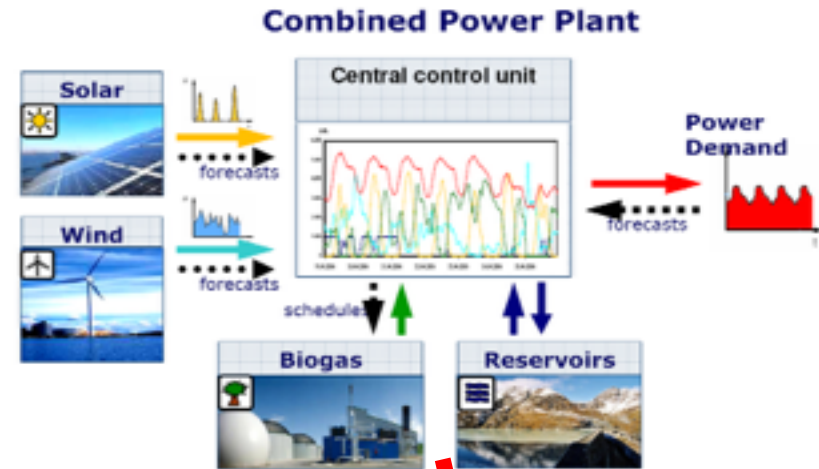 Combined Power Plant
Central control unit
Solar
forecasts
Wind
forecasts
Power
Demand
forecasts
schedules
Biogas
Reservoirs